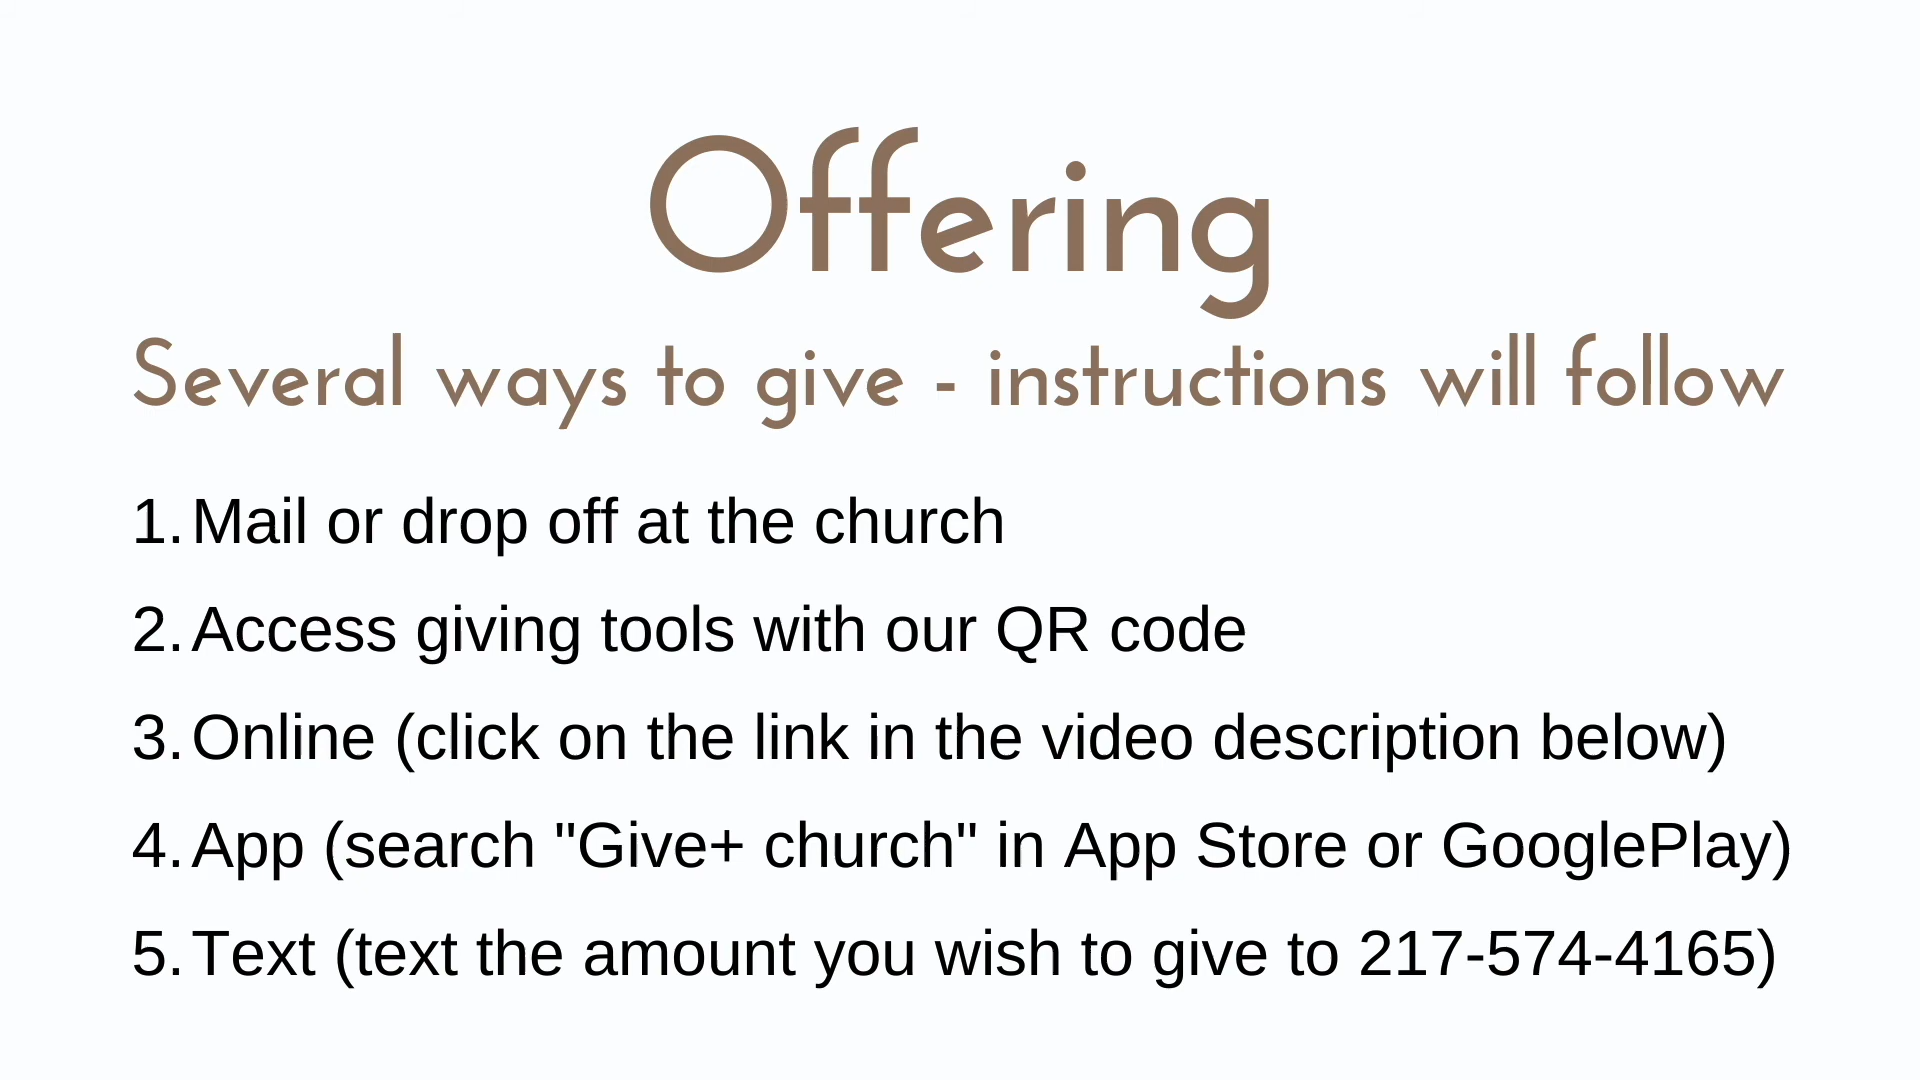 Offering
Several ways to give - instructions will follow
1. Mail or drop off at the church
2. Access giving tools with our QR code
3. Online (click on the link in the video description below)
4. App (search "Give+ church" in App Store or GooglePlay)
5. Text (text the amount you wish to give to 217-574-4165)